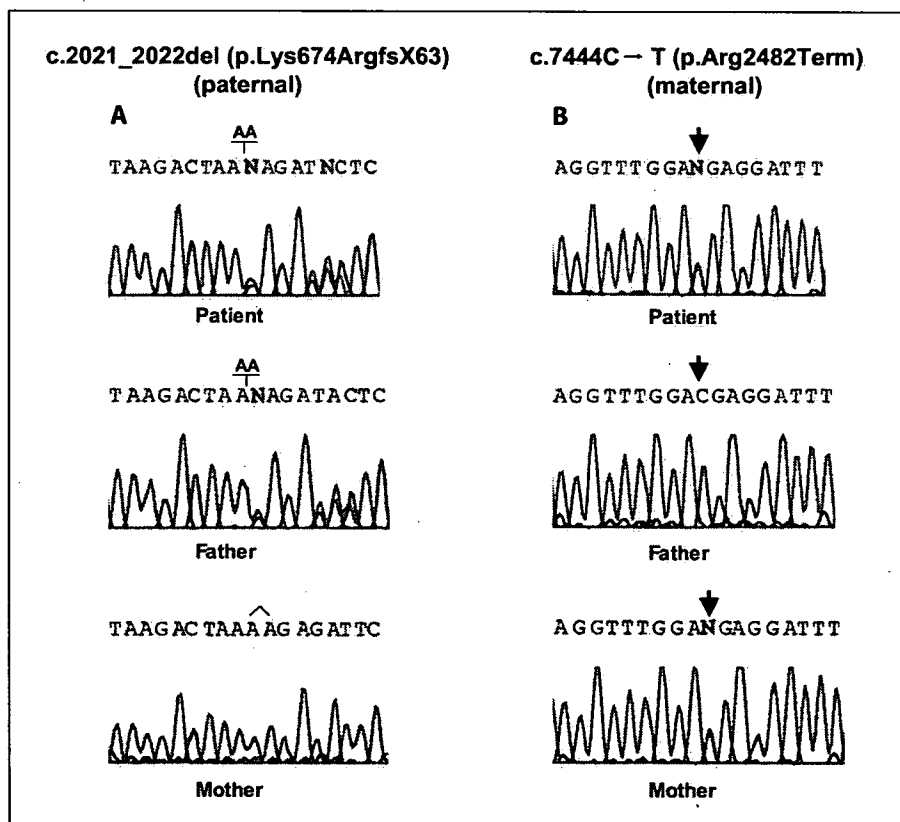 c.2021_2022del (p.Lys674ArgfsX63)
(paternal)
A
AA
TAAGACTAANAGATNCTC
Patient
AA
TAAGACTAANAGATACTC
Father
TAAGACTAAAAGAGATTC
Mother
c.7444C→ T (p.Arg2482Term)
(maternal)
B
AGGTTTGGANGAGGATTT
Patient
AGGTTTGGACGAGGATTT
Father
AGGTTTGGANGAGGATTT
Mother